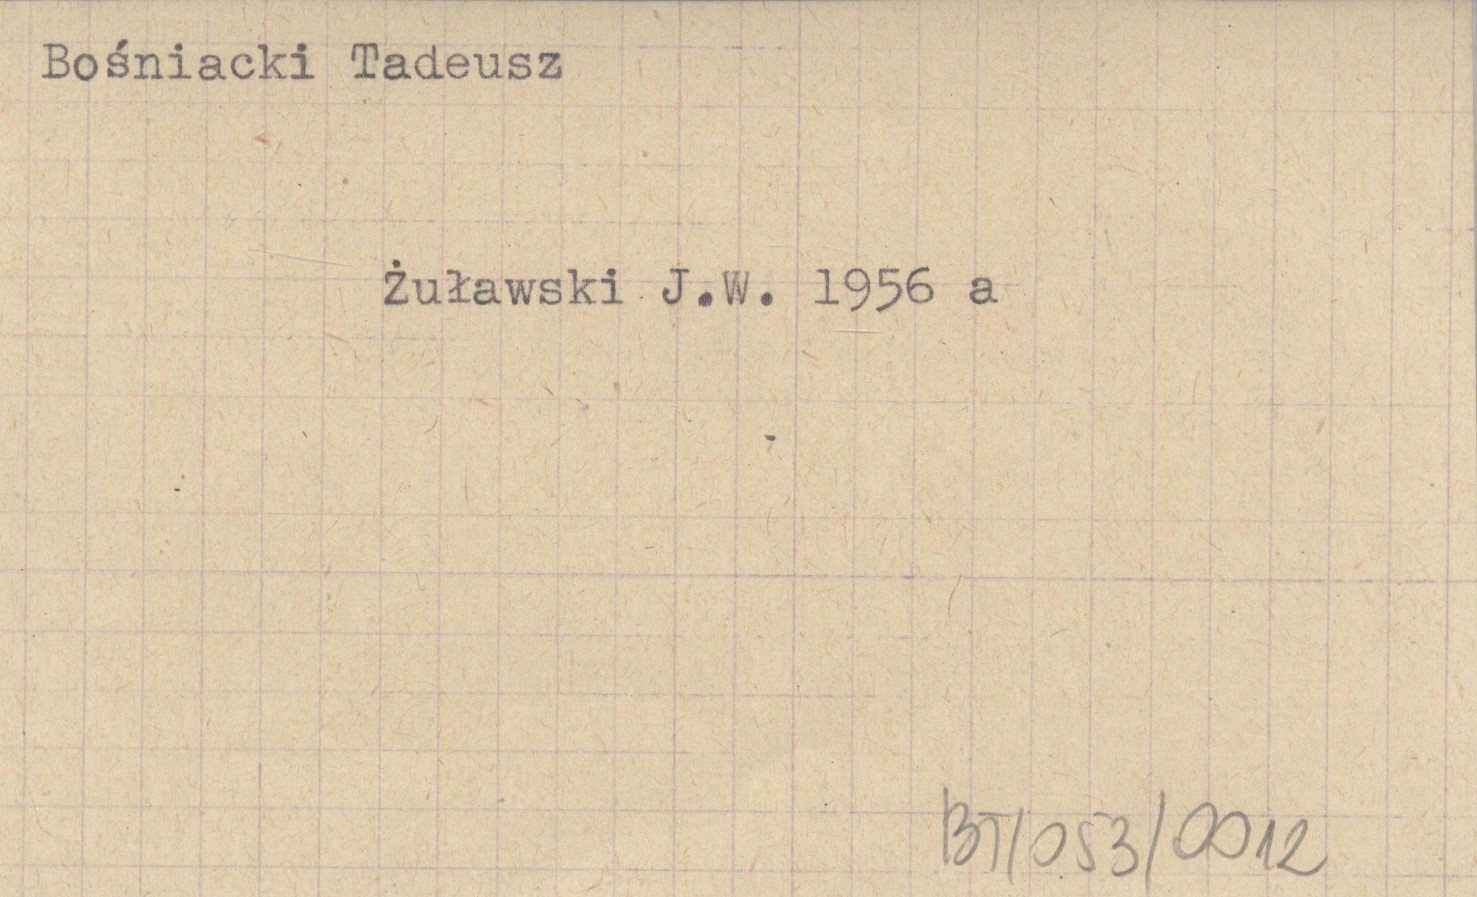 Bośniacki Tadeusz
Żuławski J.W. 1956 a
BT/053/0012